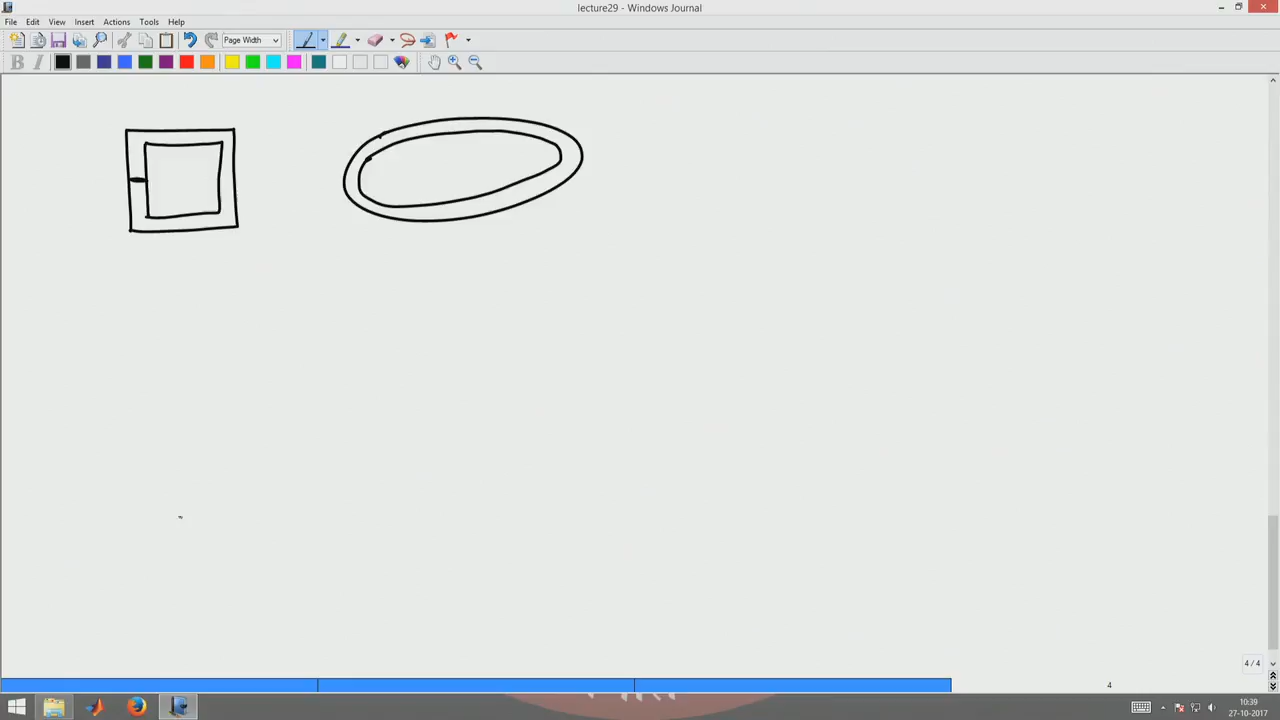 lecture29 - Windows Journal
File Edit View Insert Actions Tools Help
Page Width
B I
4 / 4
4
10:39
27-10-2017